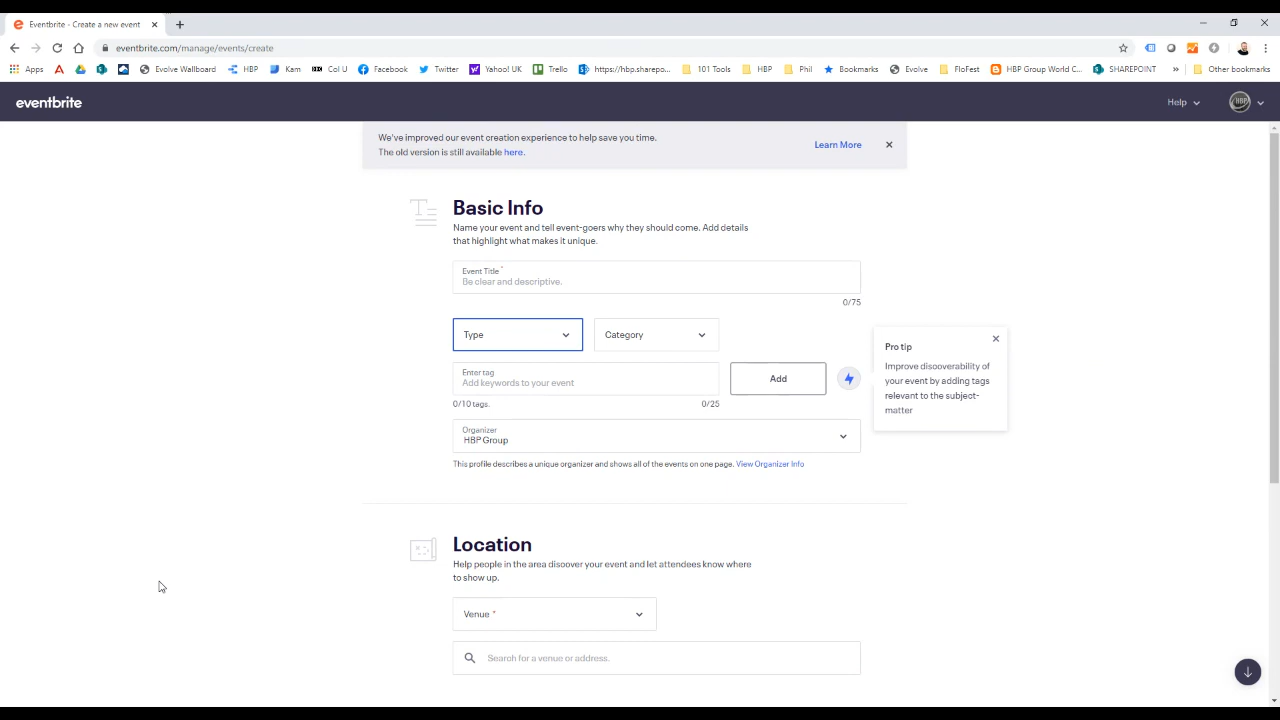 Eventbrite - Create a new event
eventbrite.com/manage/events/create
Apps Evolve Wallboard HBP Kam Col U Facebook Twitter Yahoo! UK Trello https://hbp.sharepo... 101 Tools HBP Phil Bookmarks Evolve FloFest HBP Group World C... SHAREPOINT » Other bookmarks
eventbrite
Help
HBP
We've improved our event creation experience to help save you time.
The old version is still available here.
Learn More
Basic Info
Name your event and tell event-goers why they should come. Add details
that highlight what makes it unique.
Event Title *
Be clear and descriptive.
0/75
Type
Category
Enter tag
Add keywords to your event
Add
0/10 tags.
0/25
Pro tip
Improve discoverability of
your event by adding tags
relevant to the subject-
matter
Organizer
HBP Group
This profile describes a unique organizer and shows all of the events on one page. View Organizer Info
Location
Help people in the area discover your event and let attendees know where
to show up.
Venue *
Search for a venue or address.